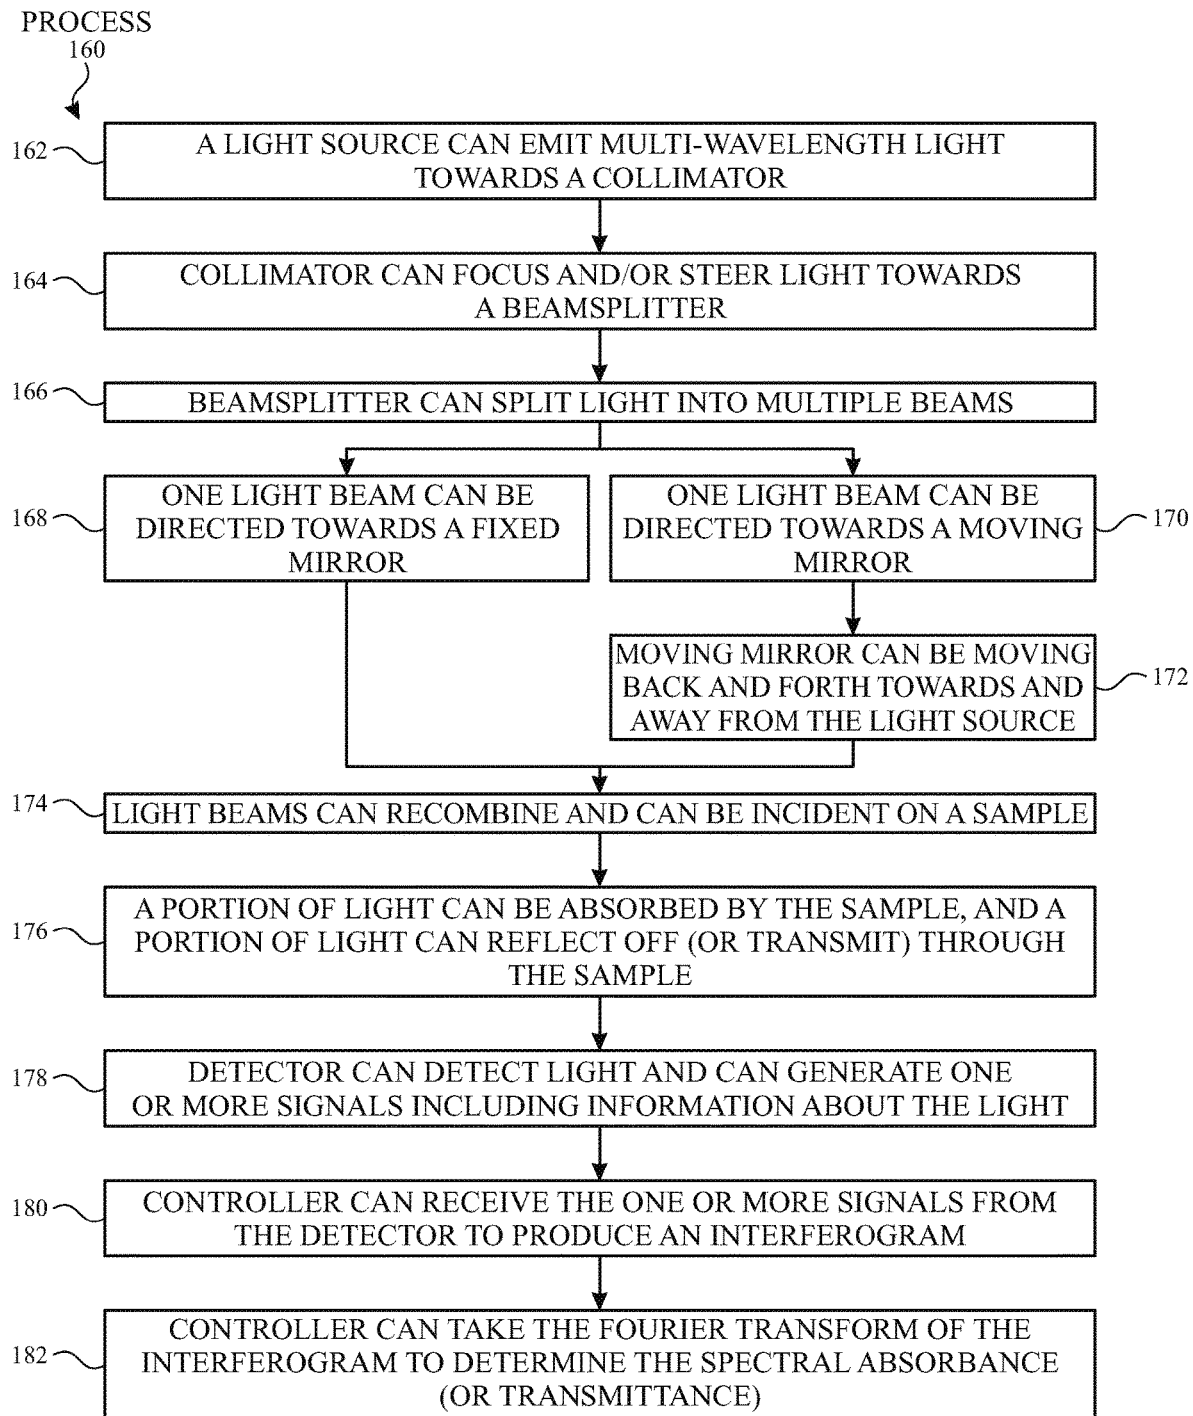 PROCESS
160
162
A LIGHT SOURCE CAN EMIT MULTI-WAVELENGTH LIGHT
TOWARDS A COLLIMATOR
164
COLLIMATOR CAN FOCUS AND/OR STEER LIGHT TOWARDS
A BEAMSPLITTER
166
BEAMSPLITTER CAN SPLIT LIGHT INTO MULTIPLE BEAMS
168
ONE LIGHT BEAM CAN BE
DIRECTED TOWARDS A FIXED
MIRROR
ONE LIGHT BEAM CAN BE
DIRECTED TOWARDS A MOVING
MIRROR
170
MOVING MIRROR CAN BE MOVING
BACK AND FORTH TOWARDS AND
AWAY FROM THE LIGHT SOURCE
172
174
LIGHT BEAMS CAN RECOMBINE AND CAN BE INCIDENT ON A SAMPLE
176
A PORTION OF LIGHT CAN BE ABSORBED BY THE SAMPLE, AND A
PORTION OF LIGHT CAN REFLECT OFF (OR TRANSMIT) THROUGH
THE SAMPLE
178
DETECTOR CAN DETECT LIGHT AND CAN GENERATE ONE
OR MORE SIGNALS INCLUDING INFORMATION ABOUT THE LIGHT
180
CONTROLLER CAN RECEIVE THE ONE OR MORE SIGNALS FROM
THE DETECTOR TO PRODUCE AN INTERFEROGRAM
182
CONTROLLER CAN TAKE THE FOURIER TRANSFORM OF THE
INTERFEROGRAM TO DETERMINE THE SPECTRAL ABSORBANCE
(OR TRANSMITTANCE)